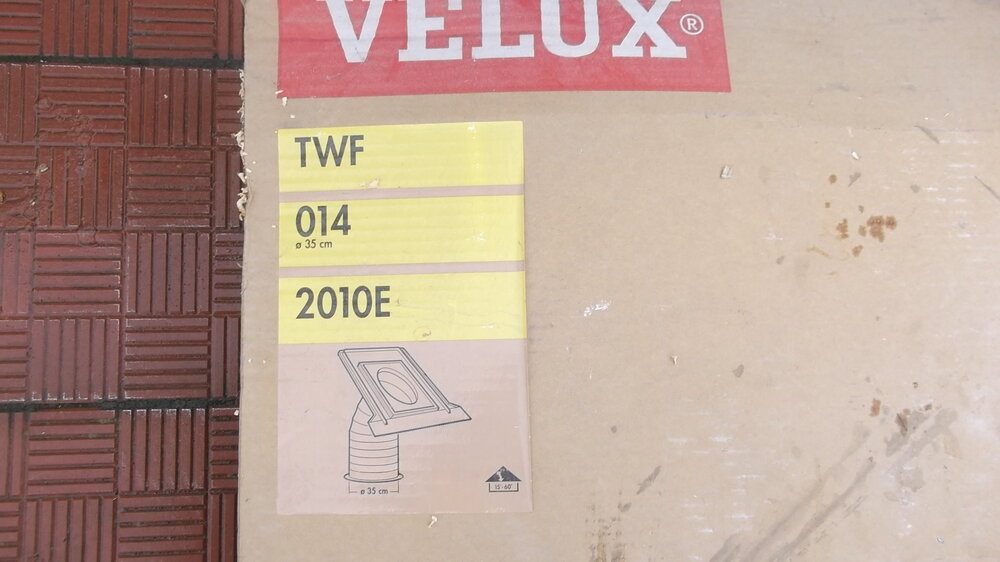 VELUX®
TWF
014
ø 35 cm
2010E
ø 35 cm
15°-60°